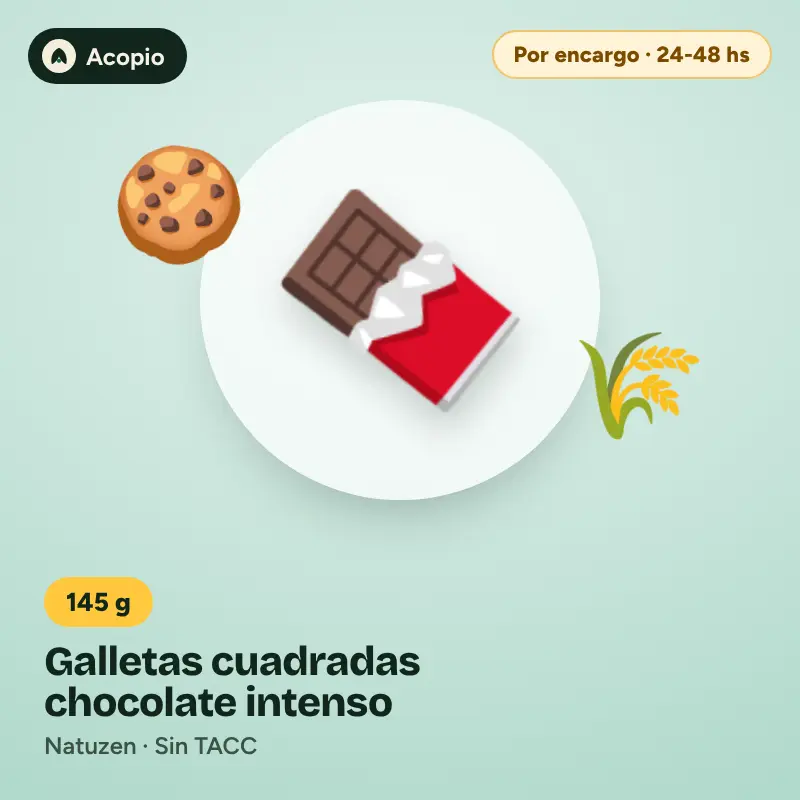 Acopio
Por encargo · 24-48 hs
145 g
Galletas cuadradas
chocolate intenso
Natuzen · Sin TACC